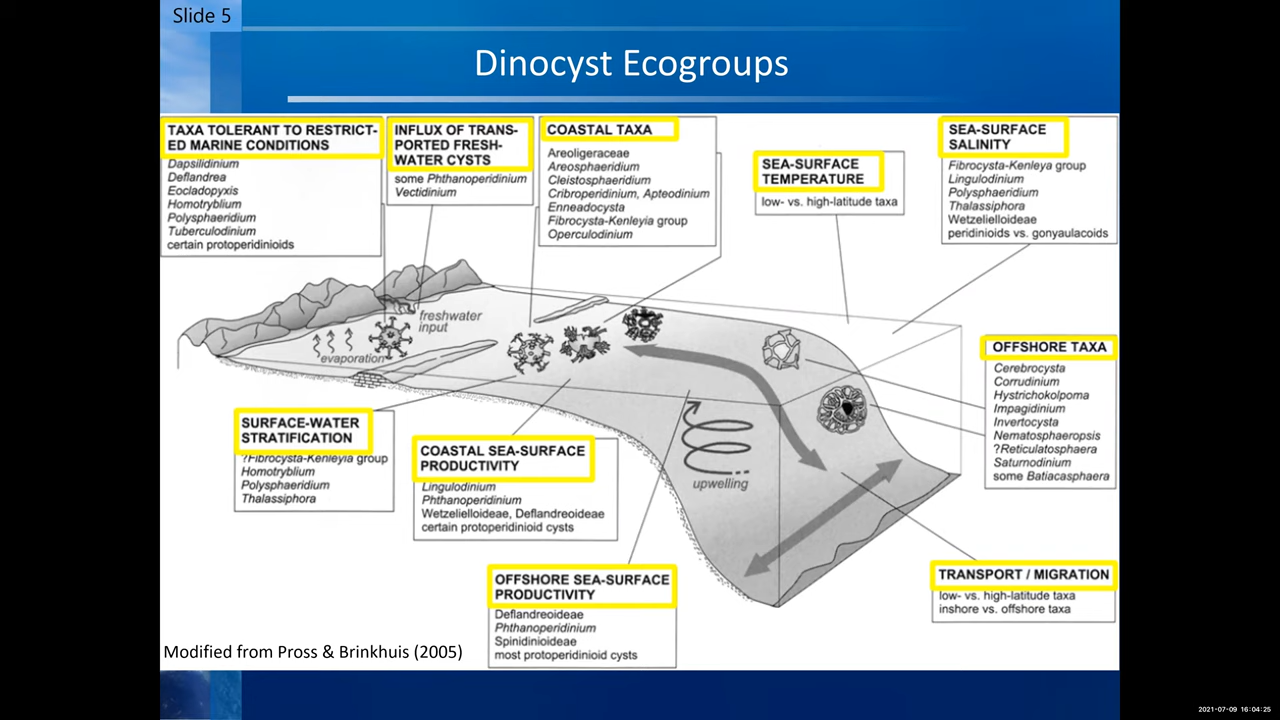 Slide 5
Dinocyst Ecogroups
TAXA TOLERANT TO RESTRICT-
ED MARINE CONDITIONS
Dapsilidinium
Deflandrea
Eocladopyxis
Homotryblium
Polysphaeridium
Tuberculodinium
certain protoperidinioids
INFLUX OF TRANS-
PORTED FRESH-
WATER CYSTS
some Phthanoperidinium
Vectidinium
COASTAL TAXA
Areoligeraceae
Areosphaeridium
Cleistosphaeridium
Cribroperidinium, Apteodinium
Enneadocysta
Fibrocysta-Kenleyia group
Operculodinium
SEA-SURFACE
TEMPERATURE
low- vs. high-latitude taxa
SEA-SURFACE
SALINITY
Fibrocysta-Kenleya group
Lingulodinium
Polysphaeridium
Thalassiphora
Wetzelielloideae
peridinioids vs. gonyaulacoids
freshwater
input
evaporation
upwelling
OFFSHORE TAXA
Cerebrocysta
Corrudinium
Hystrichokolpoma
Impagidinium
Invertocysta
Nematosphaeropsis
?Reticulatosphaera
Saturnodinium
some Batiacasphaera
SURFACE-WATER
STRATIFICATION
?Fibrocysta-Kenleyia group
Homotryblium
Polysphaeridium
Thalassiphora
COASTAL SEA-SURFACE
PRODUCTIVITY
Lingulodinium
Phthanoperidinium
Wetzelielloideae, Deflandreoideae
certain protoperidinioid cysts
OFFSHORE SEA-SURFACE
PRODUCTIVITY
Deflandreoideae
Phthanoperidinium
Spinidinioideae
most protoperidinioid cysts
TRANSPORT / MIGRATION
low- vs. high-latitude taxa
inshore vs. offshore taxa
Modified from Pross & Brinkhuis (2005)
2021-07-09 16:04:25